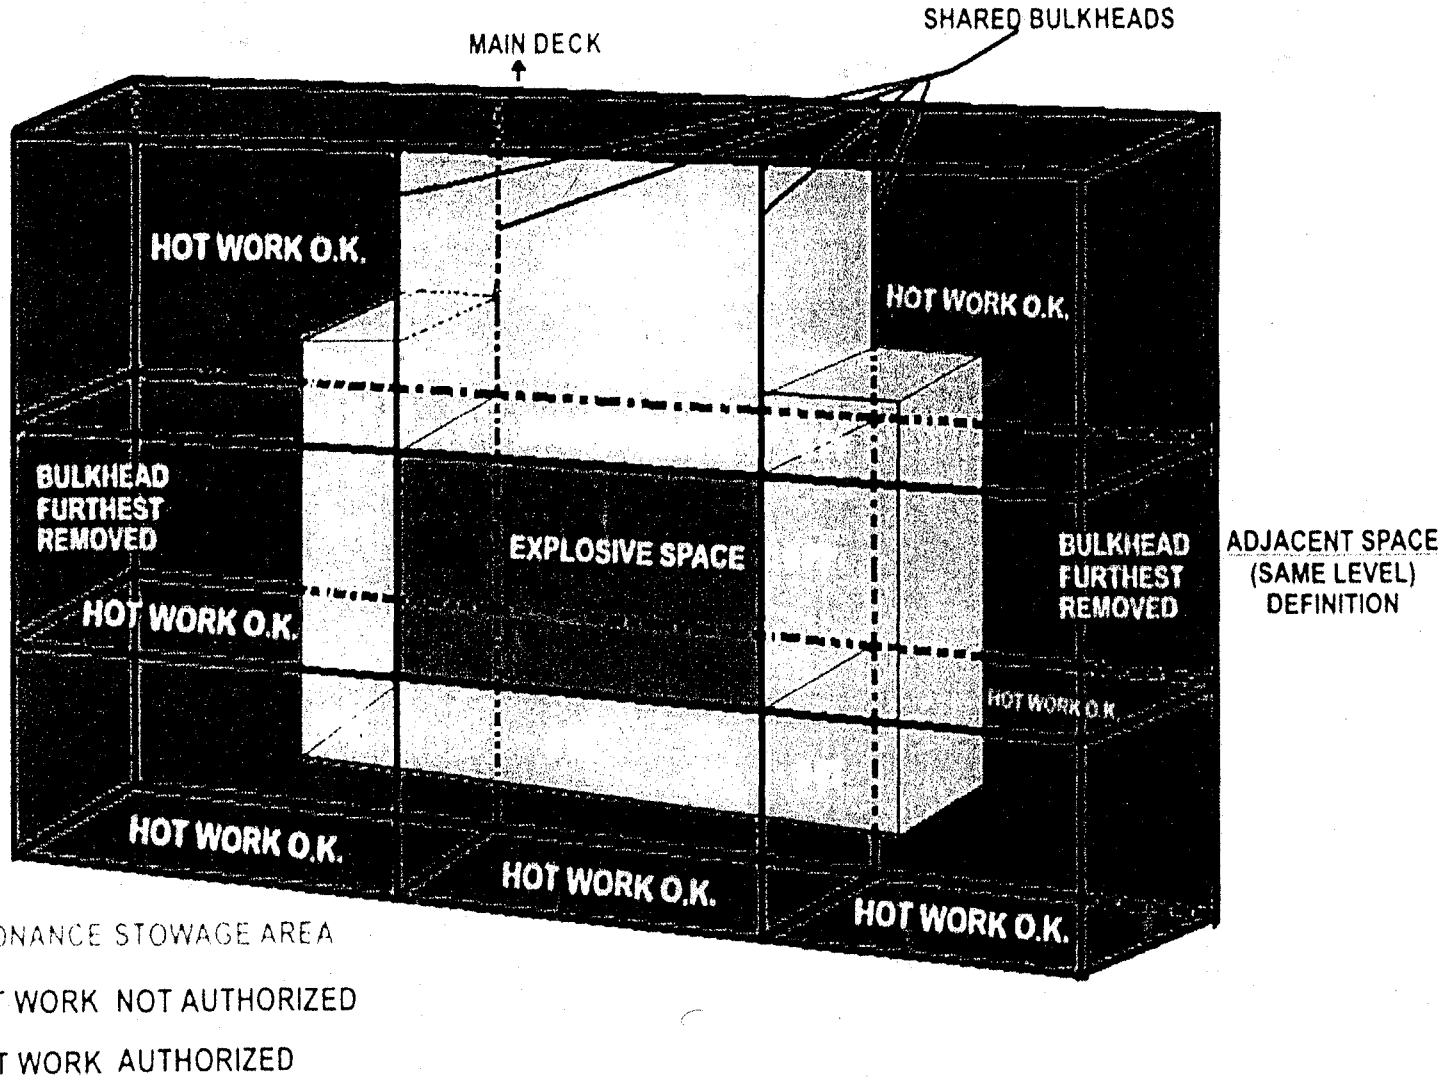 SHARED BULKHEADS
MAIN DECK
HOT WORK O.K.
HOT WORK O.K.
BULKHEAD
FURTHEST
REMOVED
EXPLOSIVE SPACE
BULKHEAD
FURTHEST
REMOVED
ADJACENT SPACE
(SAME LEVEL)
DEFINITION
HOT WORK O.K.
HOT WORK O.K.
HOT WORK O.K.
HOT WORK O.K.
HOT WORK O.K.
ONANCE STOWAGE AREA
T WORK NOT AUTHORIZED
T WORK AUTHORIZED